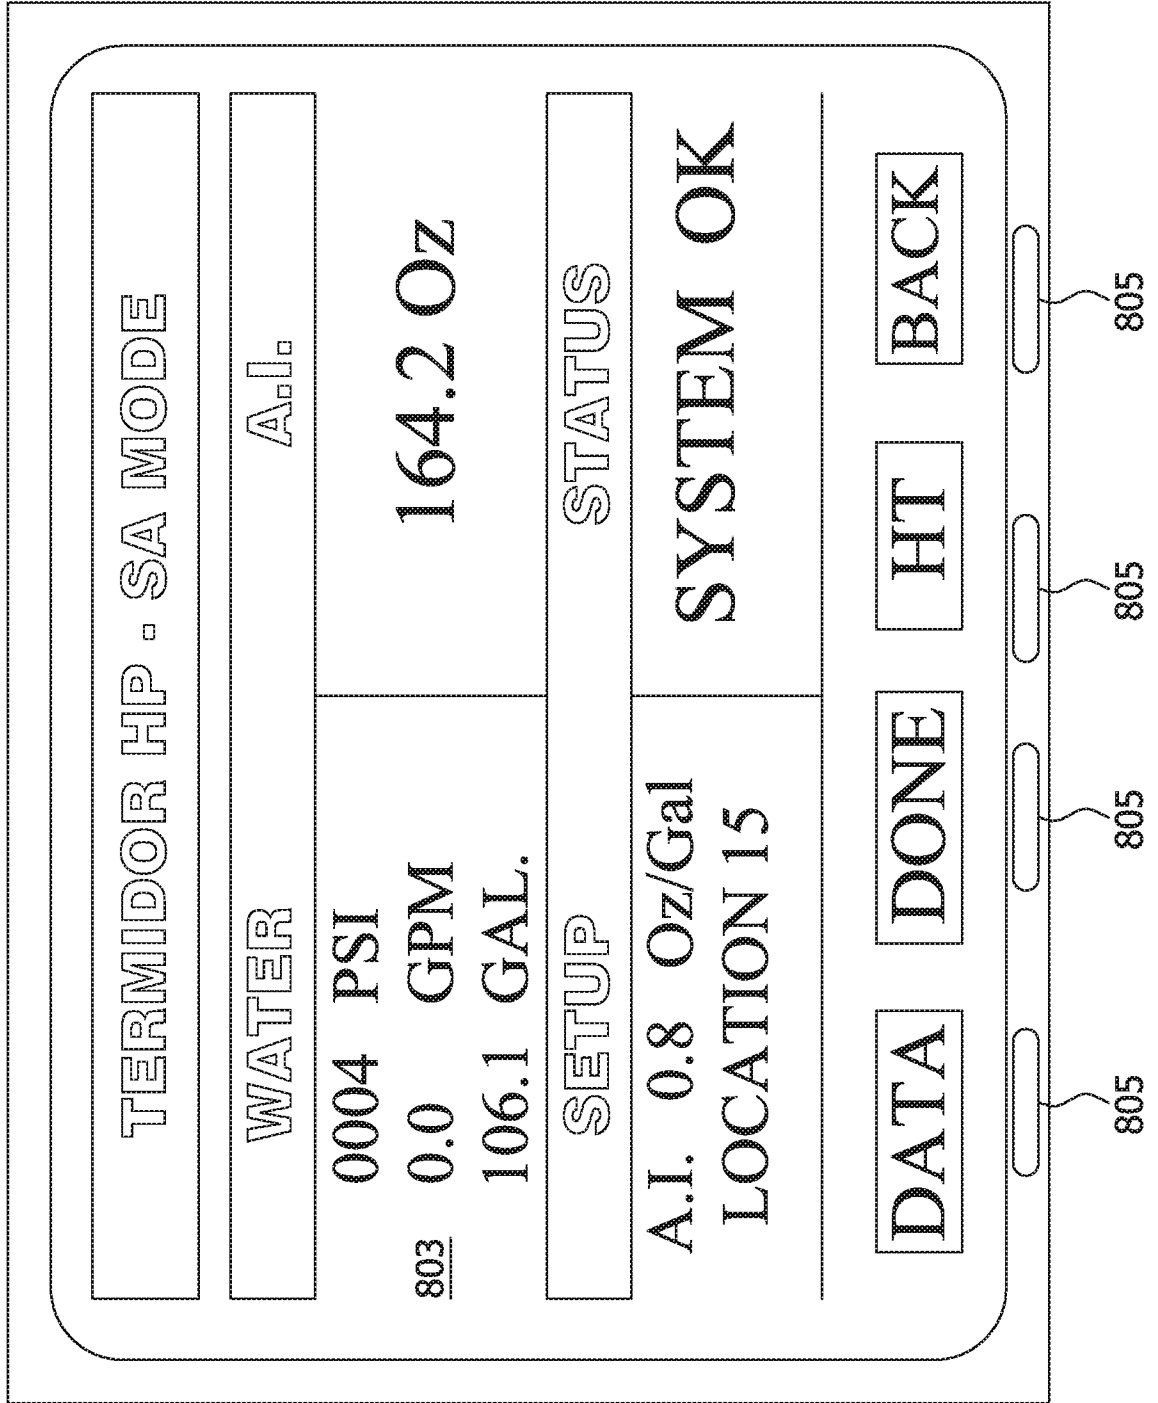 TERMIDOR HP - SA MODE
WATER A.I.
0004 PSI
0.0 GPM
106.1 GAL.
164.2 Oz
803
SETUP STATUS
A.I. 0.8 Oz/Gal
LOCATION 15
SYSTEM OK
DATA DONE HT BACK
805 805 805 805